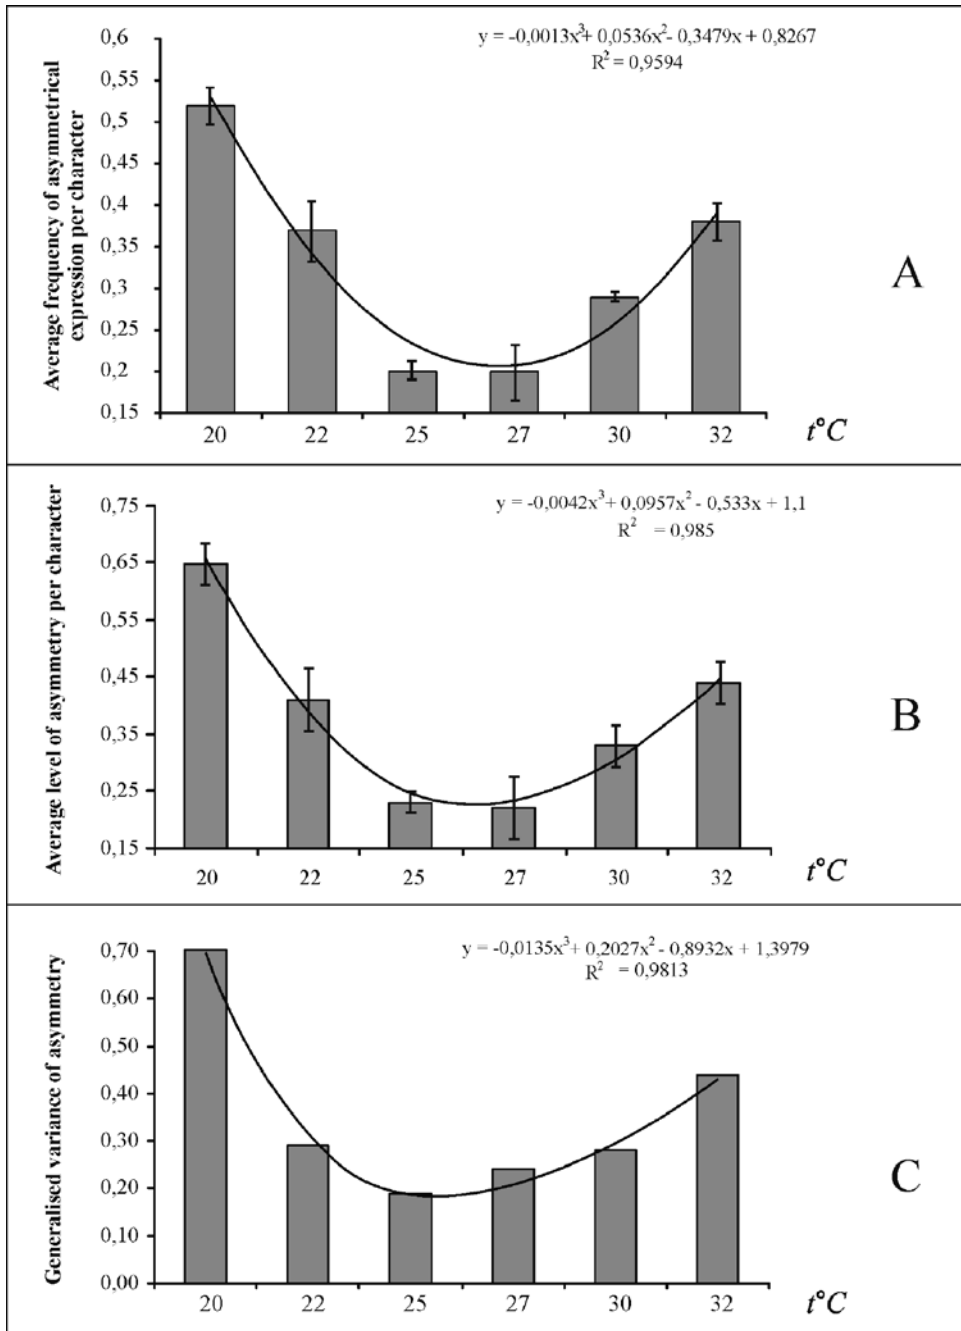 y = -0,0013x³+ 0,0536x²- 0,3479x + 0,8267
R² = 0,9594
Average frequency of asymmetrical
expression per character
0,6
0,55
0,5
0,45
0,4
0,35
0,3
0,25
0,2
0,15
20 22 25 27 30 32 t°C
A
y = -0,0042x³ + 0,0957x² - 0,533x + 1,1
R² = 0,985
Average level of asymmetry per character
0,75
0,65
0,55
0,45
0,35
0,25
0,15
20 22 25 27 30 32 t°C
B
y = -0,0135x³+ 0,2027x² - 0,8932x + 1,3979
R² = 0,9813
Generalised variance of asymmetry
0,70
0,60
0,50
0,40
0,30
0,20
0,10
0,00
20 22 25 27 30 32 t°C
C